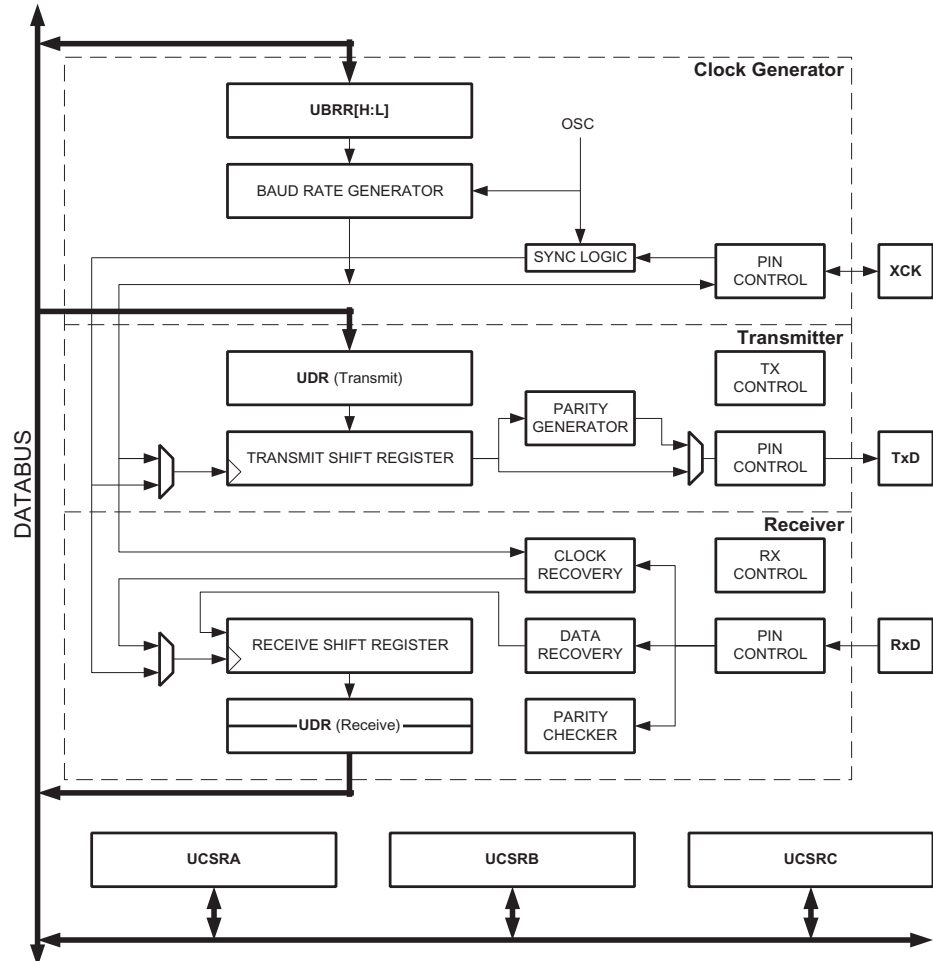 Clock Generator
UBRR[H:L]
OSC
BAUD RATE GENERATOR
SYNC LOGIC
PIN
CONTROL
XCK
Transmitter
UDR (Transmit)
TX
CONTROL
PARITY
GENERATOR
TRANSMIT SHIFT REGISTER
PIN
CONTROL
TxD
DATABUS
Receiver
CLOCK
RECOVERY
RX
CONTROL
RECEIVE SHIFT REGISTER
DATA
RECOVERY
PIN
CONTROL
RxD
UDR (Receive)
PARITY
CHECKER
UCSRA
UCSRB
UCSRC